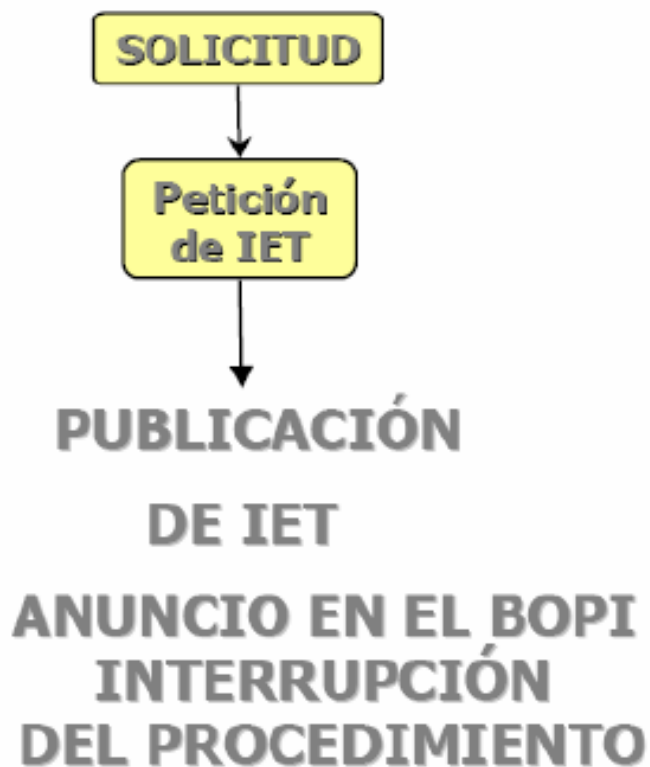 SOLICITUD
Petición
de IET
PUBLICACIÓN
DE IET
ANUNCIO EN EL BOPI
INTERRUPCIÓN
DEL PROCEDIMIENTO